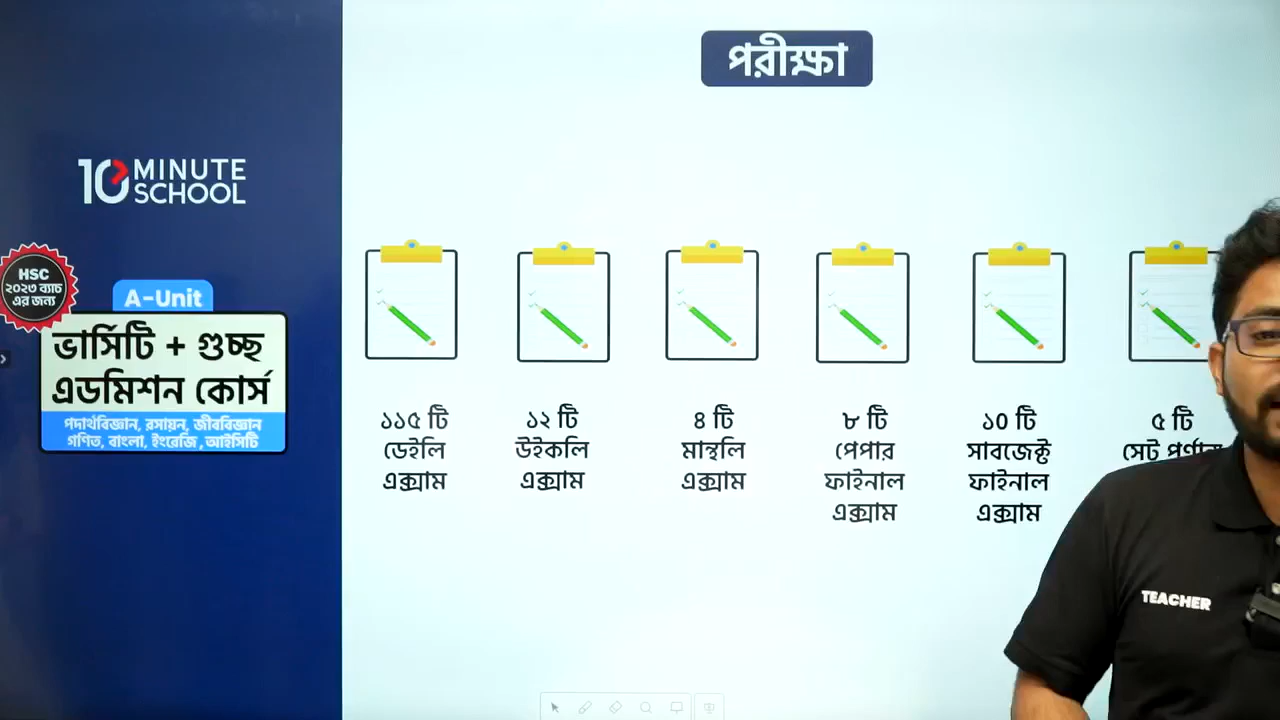 পরীক্ষা
10 MINUTE
SCHOOL
HSC
২০২৩ ব্যাচ
এর জন্য
A-Unit
ভার্সিটি + গুচ্ছ
এডমিশন কোর্স
পদার্থবিজ্ঞান, রসায়ন, জীববিজ্ঞান
গণিত, বাংলা, ইংরেজি, আইসিটি
১১৫ টি
ডেইলি
এক্সাম
১২ টি
উইকলি
এক্সাম
৪ টি
মান্থলি
এক্সাম
৮ টি
পেপার
ফাইনাল
এক্সাম
১০ টি
সাবজেক্ট
ফাইনাল
এক্সাম
৫ টি
সেট
TEACHER